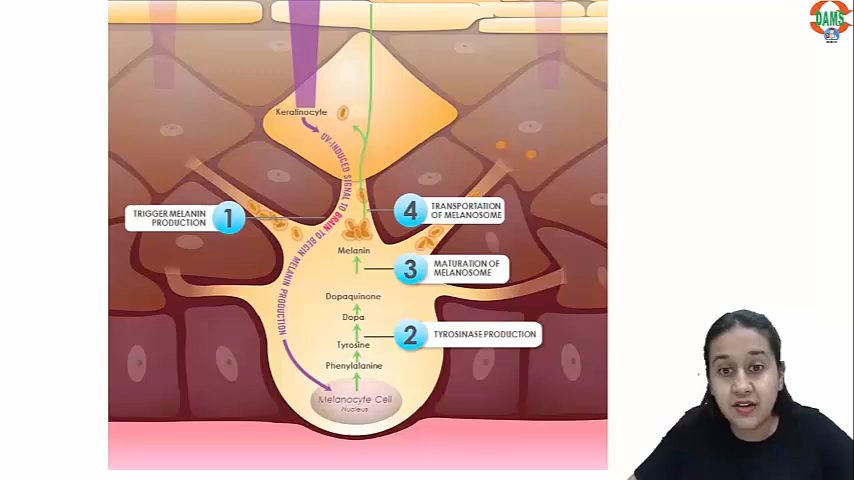 DAMS
Keratinocyte
UV-INDUCED SIGNAL TO BRAIN TO BEGIN MELANIN PRODUCTION
TRIGGER MELANIN
PRODUCTION
1
4
TRANSPORTATION
OF MELANOSOME
Melanin
3
MATURATION OF
MELANOSOME
Dopaquinone
Dopa
2
TYROSINASE PRODUCTION
Tyrosine
Phenylalanine
Melanocyte Cell
Nucleus